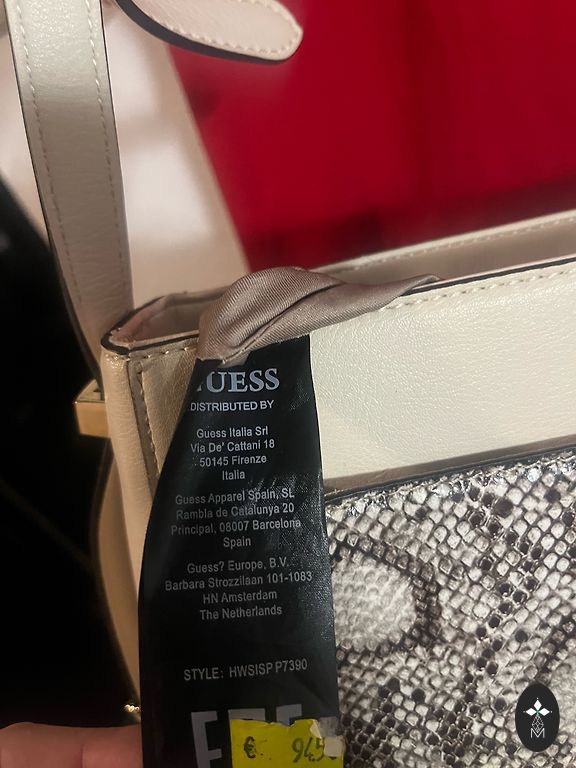 GUESS
DISTRIBUTED BY
Guess Italia Srl
Via De' Cattani 18
50145 Firenze
Italia
Guess Apparel Spain, SL
Rambla de Catalunya 20
Principal, 08007 Barcelona
Spain
Guess? Europe, B.V.
Barbara Strozzilaan 101-1083
HN Amsterdam
The Netherlands
STYLE: HWSISP P7390
€ 94,5
M